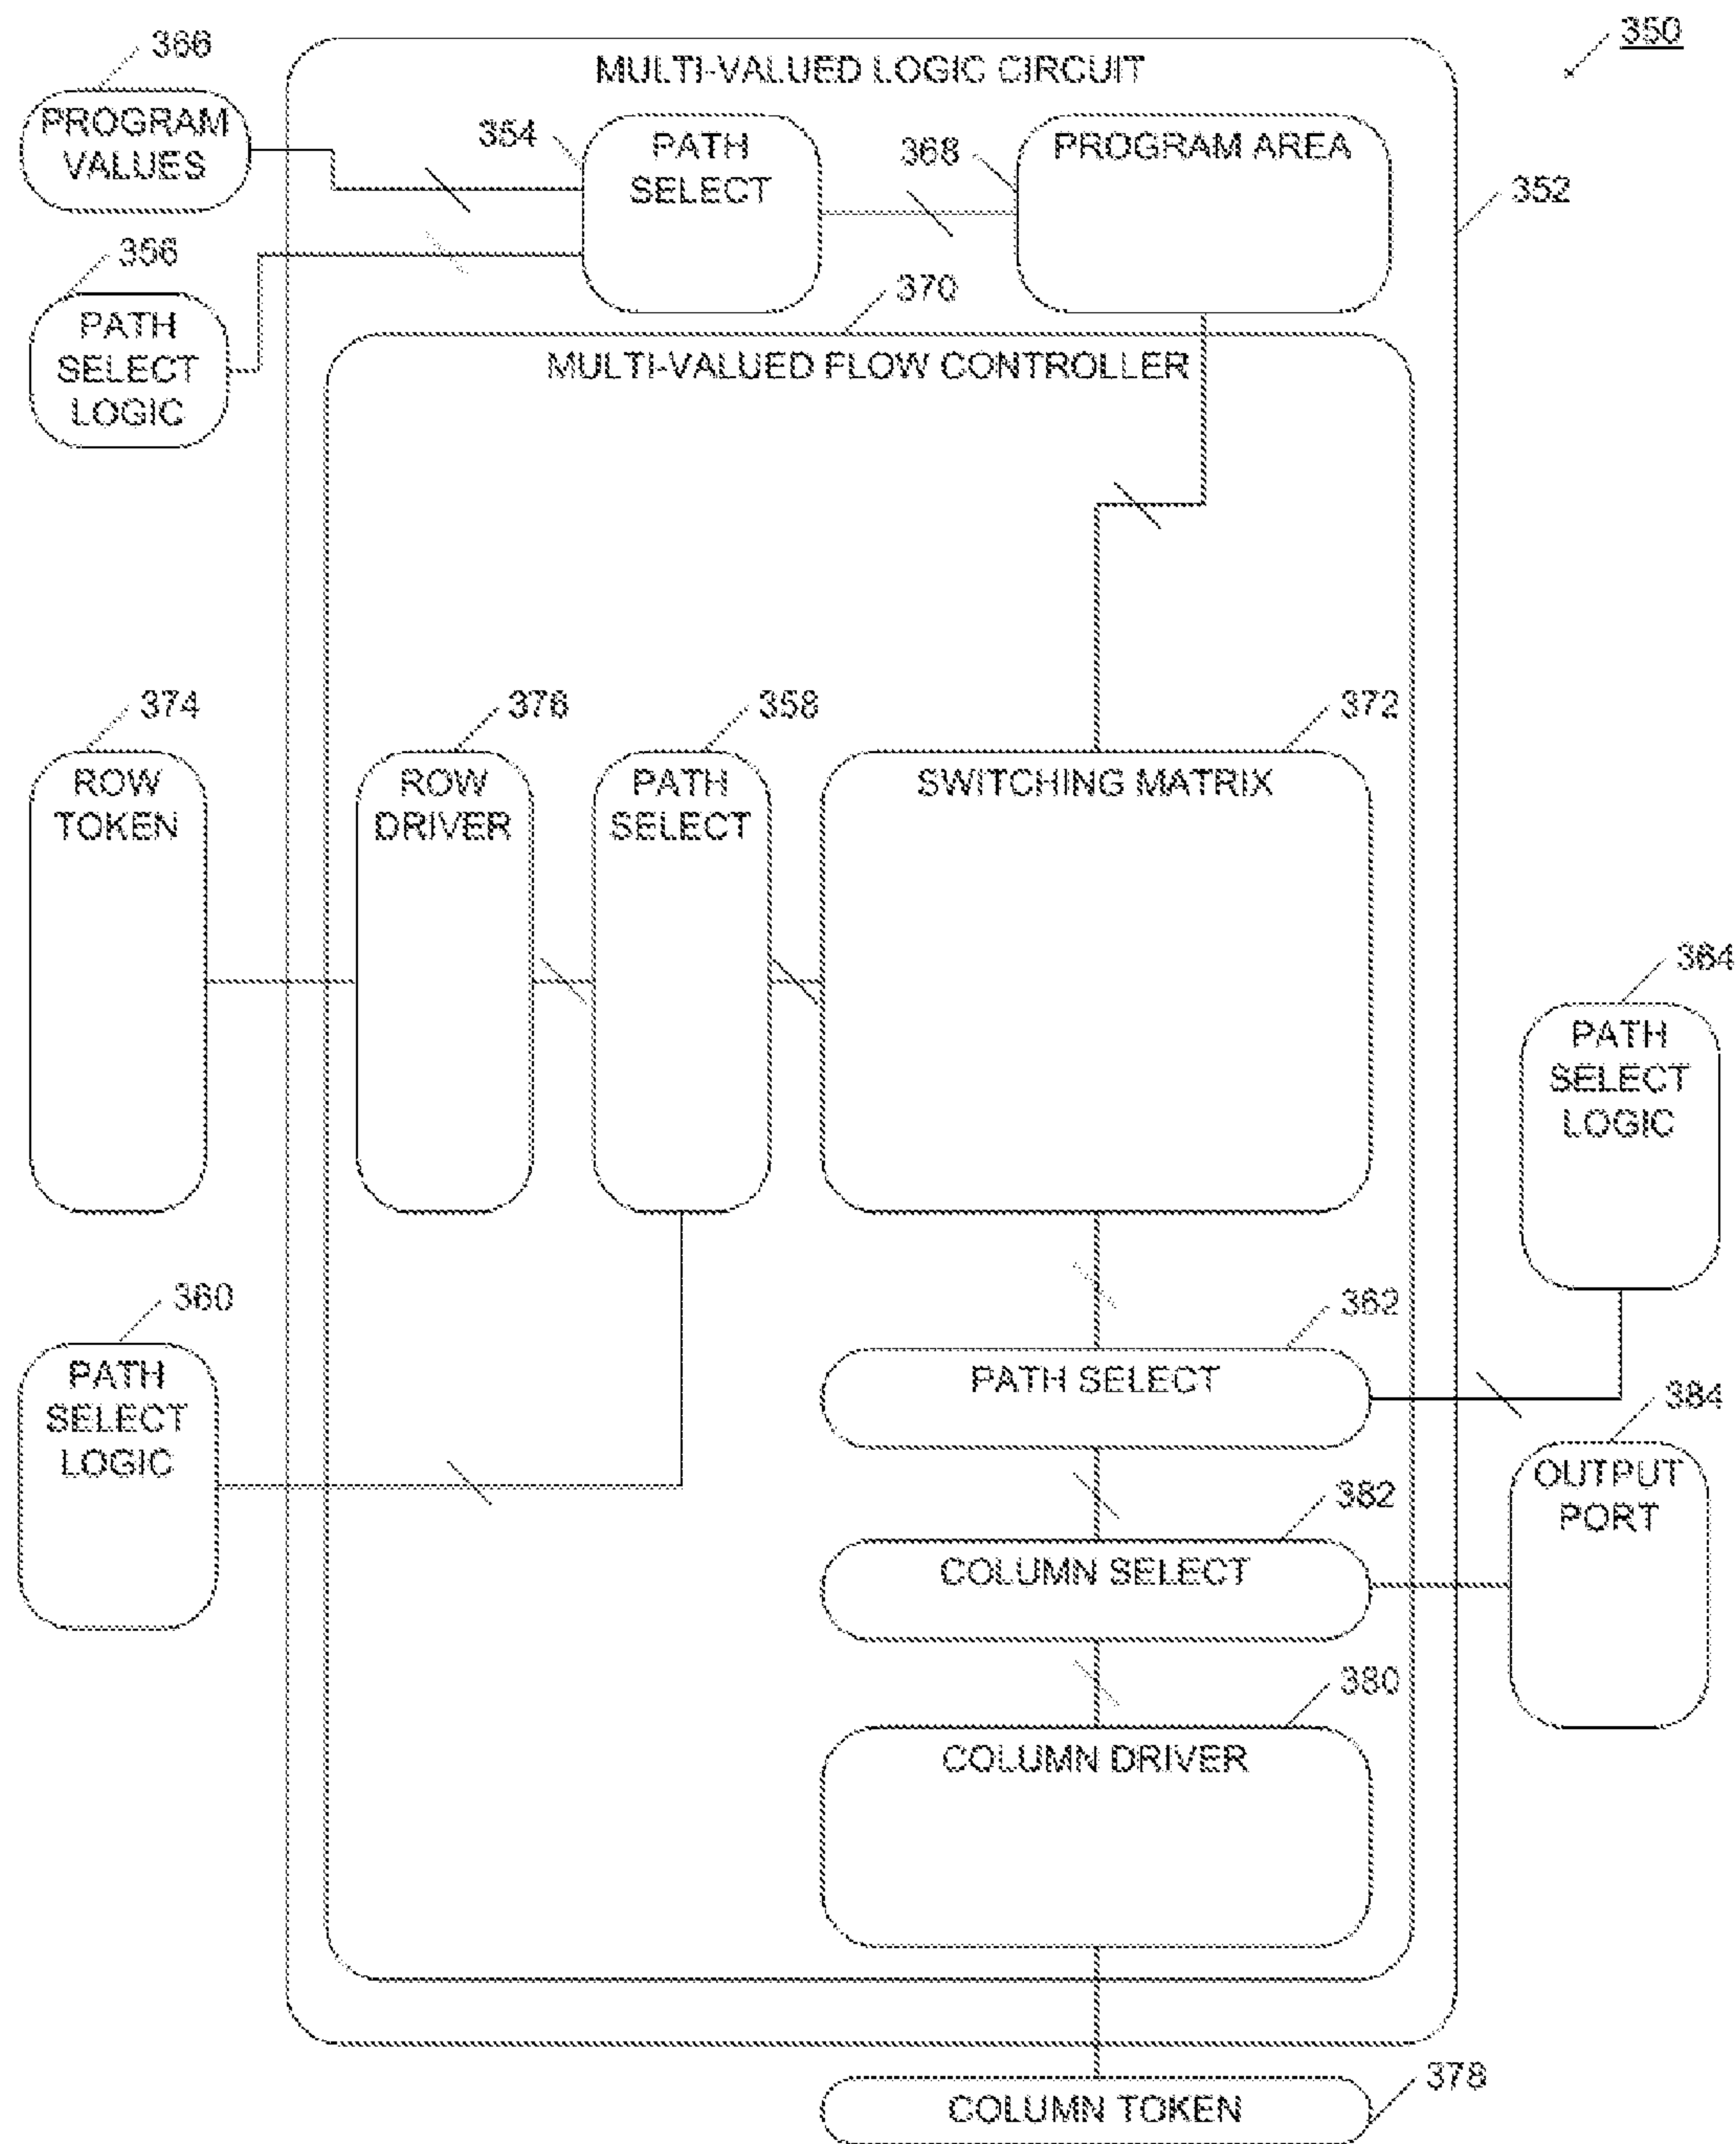 350
366
MULTI-VALUED LOGIC CIRCUIT
PROGRAM
VALUES
354
PATH
SELECT
368
PROGRAM AREA
352
356
PATH
SELECT
LOGIC
370
MULTI-VALUED FLOW CONTROLLER
374
ROW
TOKEN
376
ROW
DRIVER
358
PATH
SELECT
372
SWITCHING MATRIX
364
PATH
SELECT
LOGIC
360
PATH
SELECT
LOGIC
362
PATH SELECT
384
OUTPUT
PORT
382
COLUMN SELECT
380
COLUMN DRIVER
378
COLUMN TOKEN